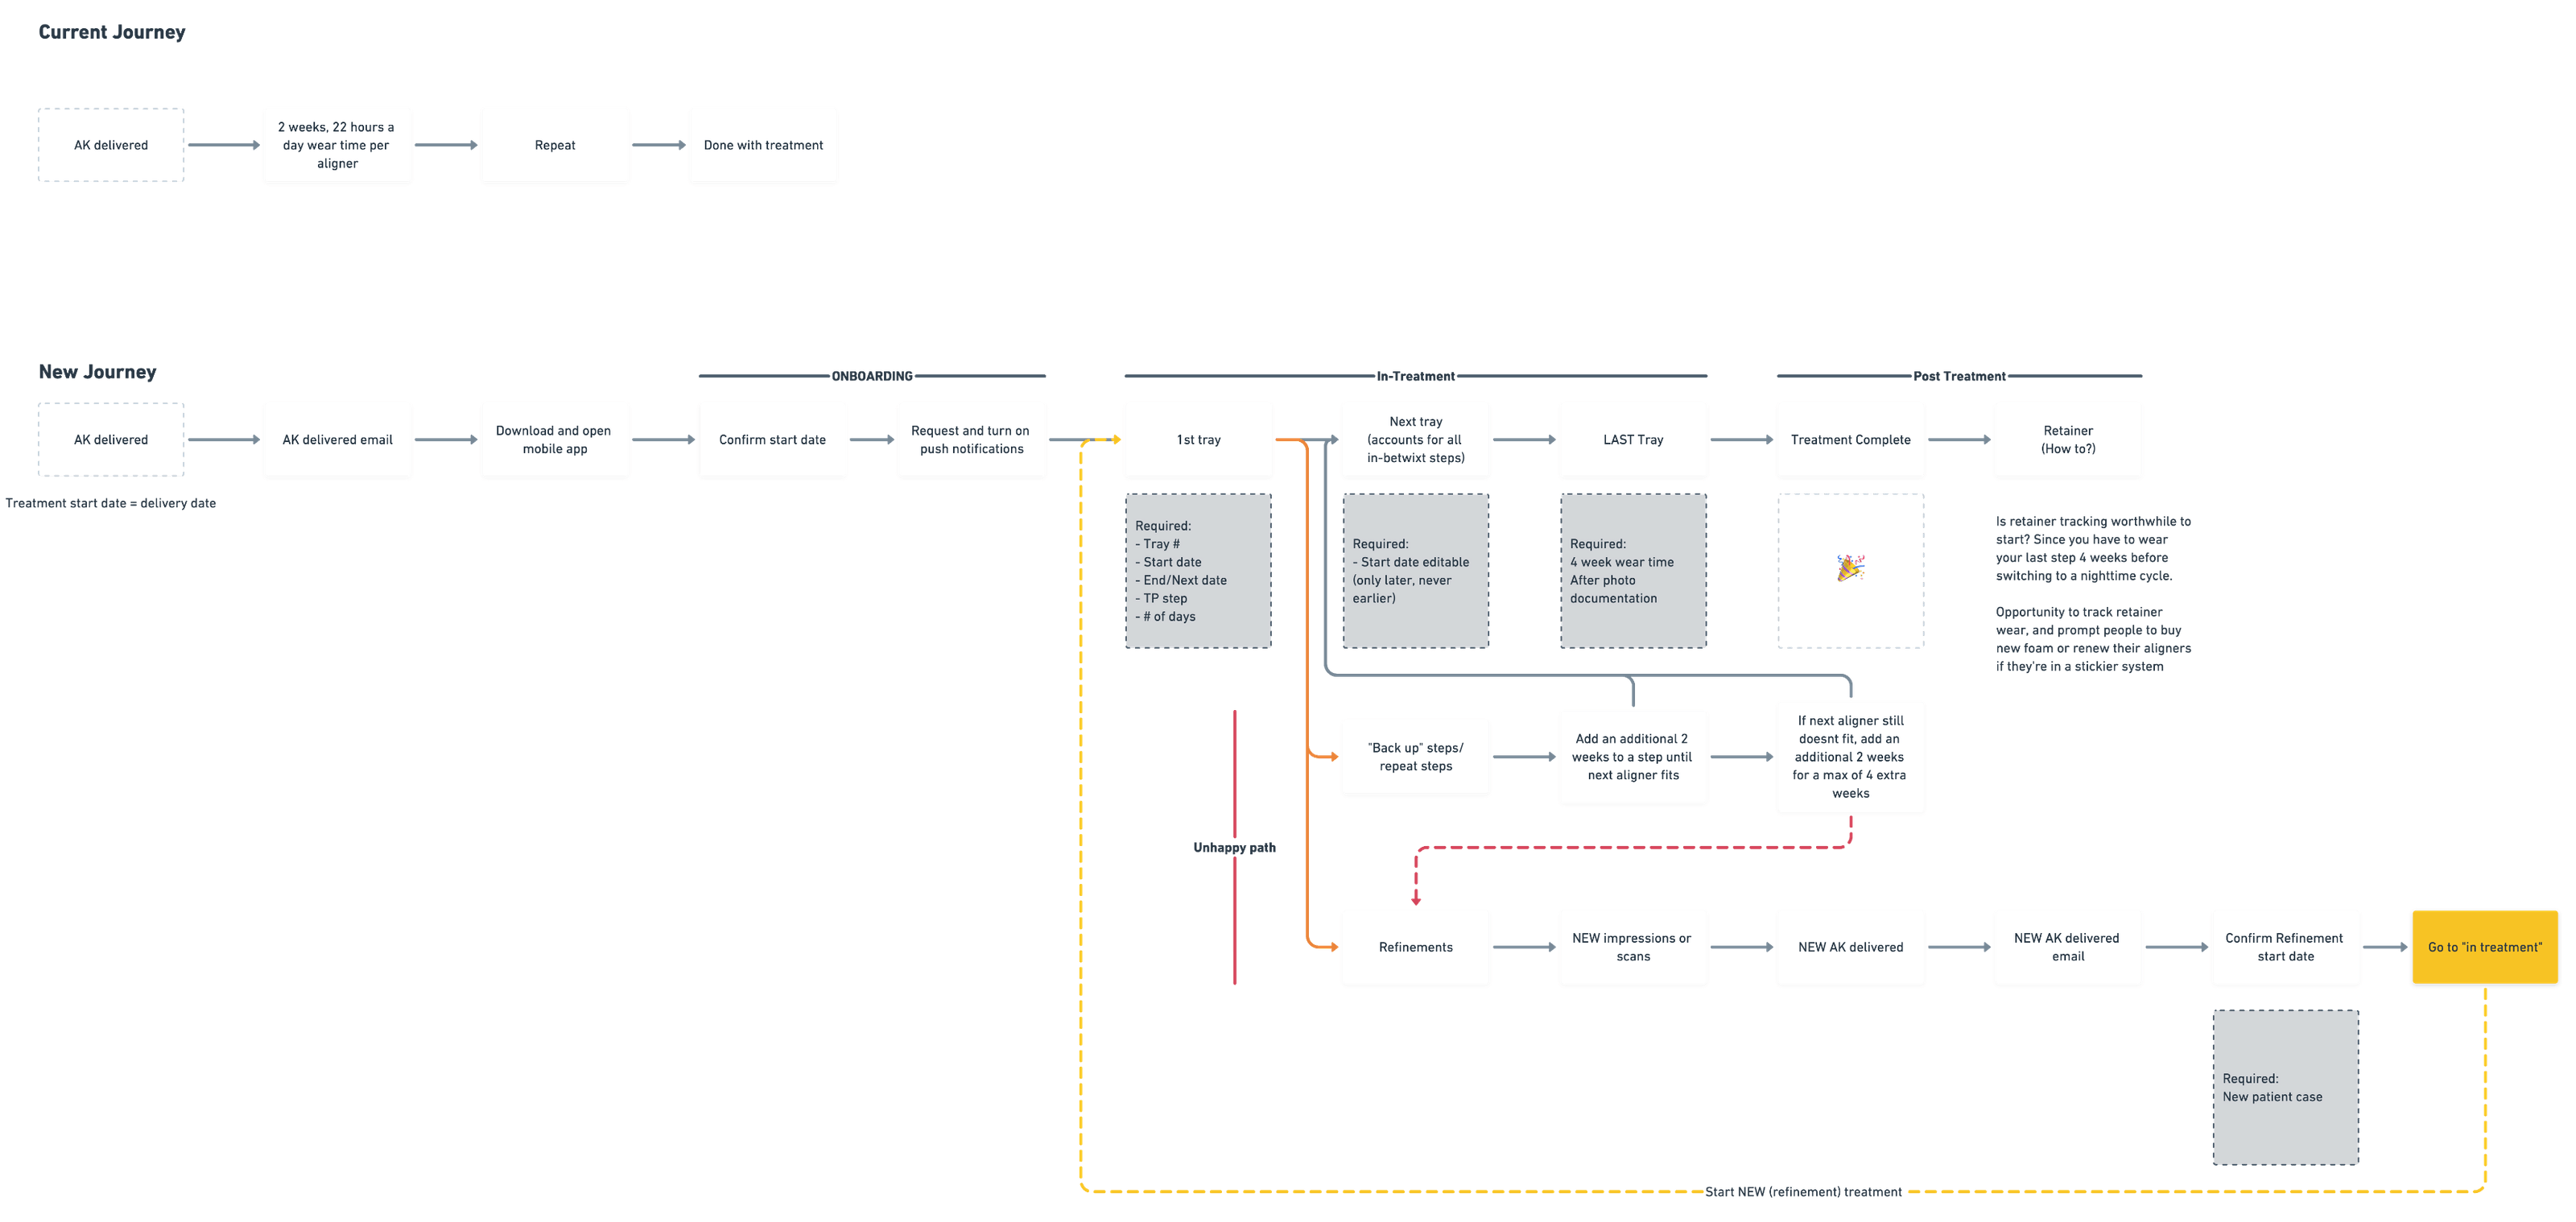 Current Journey
AK delivered
2 weeks, 22 hours a
day wear time per
aligner
Repeat
Done with treatment
New Journey
ONBOARDING
In-Treatment
Post Treatment
AK delivered
AK delivered email
Download and open
mobile app
Confirm start date
Request and turn on
push notifications
1st tray
Next tray
(accounts for all
in-betwixt steps)
LAST Tray
Treatment Complete
Retainer
(How to?)
Treatment start date = delivery date
Required:
- Tray #
- Start date
- End/Next date
- TP step
- # of days
Required:
- Start date editable
(only later, never
earlier)
Required:
4 week wear time
After photo
documentation
Is retainer tracking worthwhile to
start? Since you have to wear
your last step 4 weeks before
switching to a nighttime cycle.
Opportunity to track retainer
wear, and prompt people to buy
new foam or renew their aligners
if they're in a stickier system
Unhappy path
"Back up" steps/
repeat steps
Add an additional 2
weeks to a step until
next aligner fits
If next aligner still
doesnt fit, add an
additional 2 weeks
for a max of 4 extra
weeks
Refinements
NEW impressions or
scans
NEW AK delivered
NEW AK delivered
email
Confirm Refinement
start date
Go to "in treatment"
Required:
New patient case
Start NEW (refinement) treatment